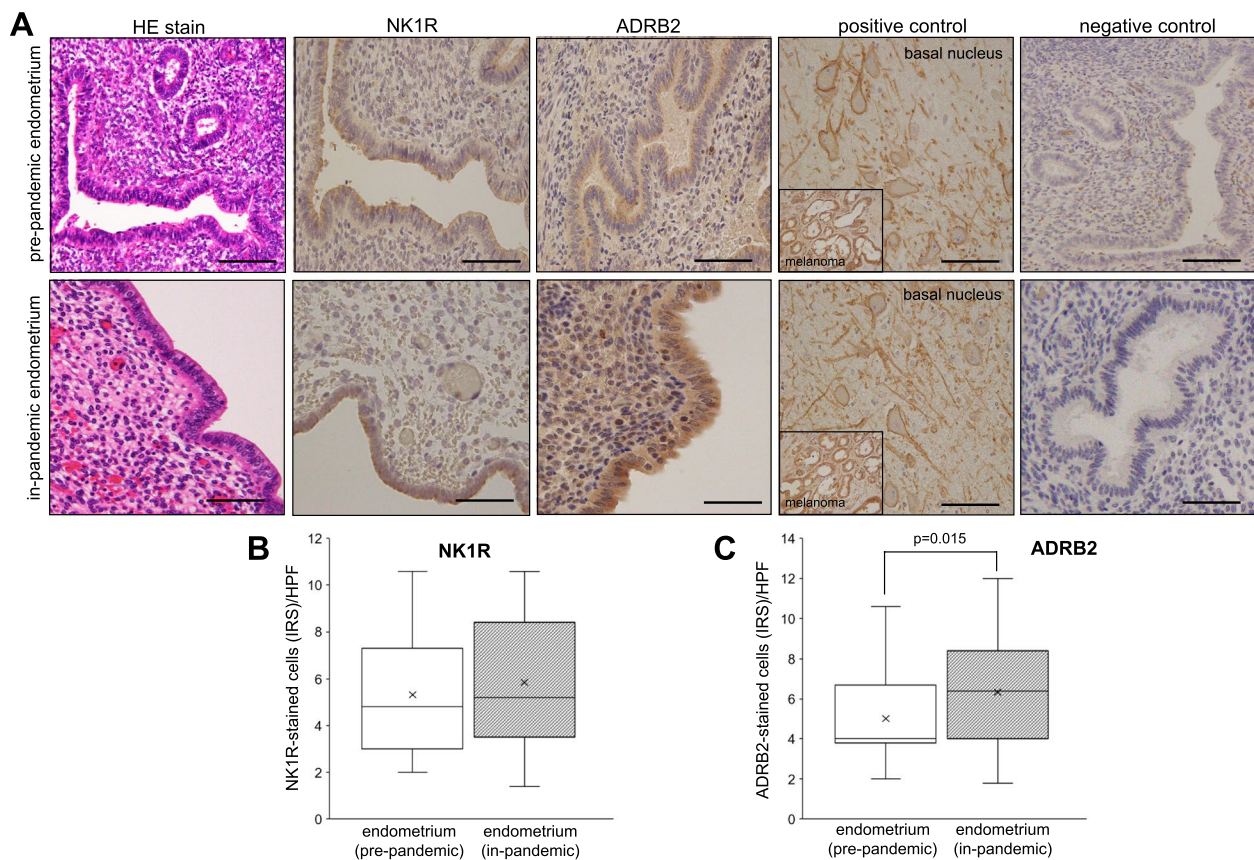 A
HE stain
NK1R
ADRB2
positive control
negative control
pre-pandemic endometrium
basal nucleus
melanoma
in-pandemic endometrium
basal nucleus
melanoma
B
NK1R
NK1R-stained cells (IRS)/HPF
12
10
8
6
4
2
0
endometrium
(pre-pandemic)
endometrium
(in-pandemic)
C
ADRB2
p=0.015
ADRB2-stained cells (IRS)/HPF
14
12
10
8
6
4
2
0
endometrium
(pre-pandemic)
endometrium
(in-pandemic)